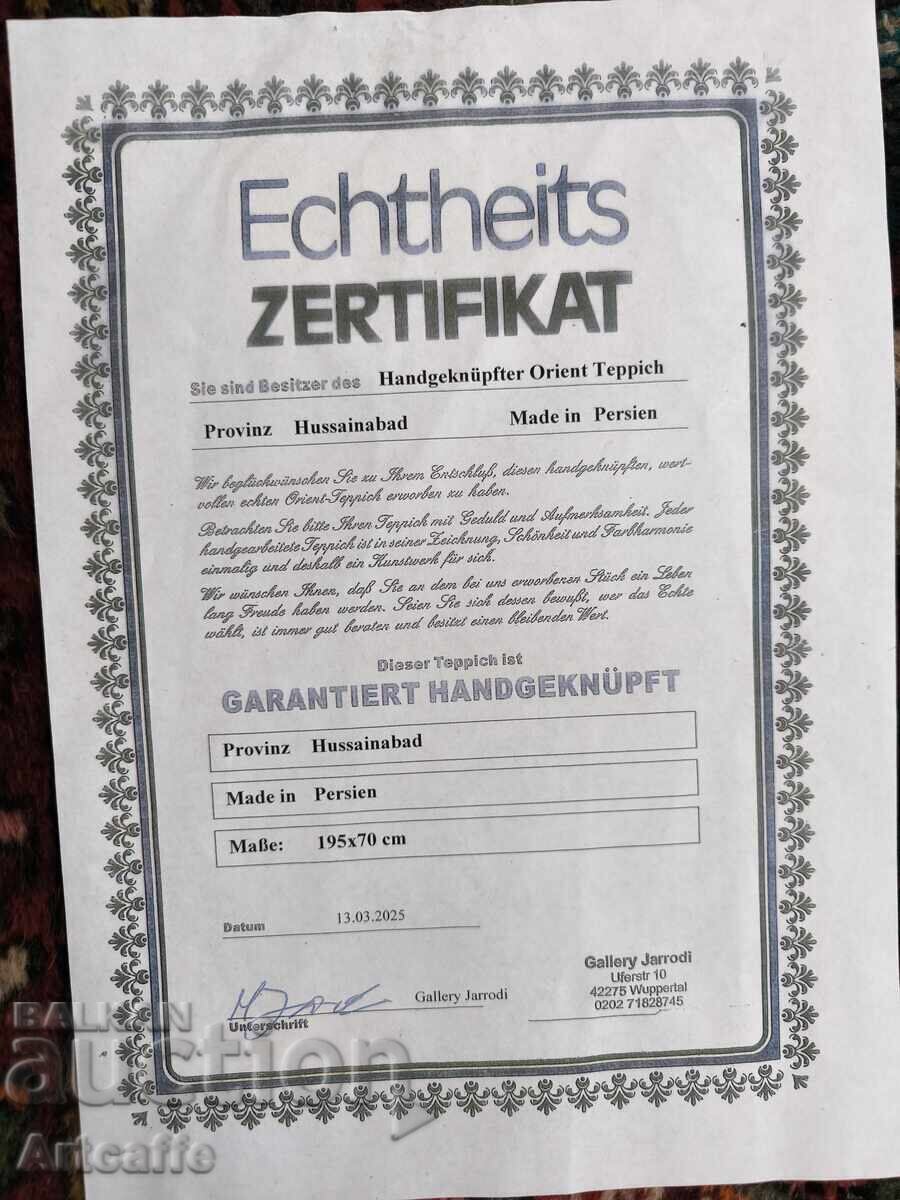 Echtheits
ZERTIFIKAT
Sie sind Besitzer des Handgeknüpfter Orient Teppich
Provinz Hussainabad Made in Persien
Wir beglückwünschen Sie zu Ihrem Entschluß, diesen handgeknüpften, wert-
vollen echten Orient-Teppich erworben zu haben.
Betrachten Sie bitte Ihren Teppich mit Geduld und Aufmerksamkeit. Jeder
handgearbeitete Teppich ist in seiner Zeichnung, Schönheit und Farbharmonie
einmalig und deshalb ein Kunstwerk für sich.
Wir wünschen Ihnen, daß Sie an dem bei uns erworbenen Stück ein Leben
lang Freude haben werden. Seien Sie sich dessen bewußt, wer das Echte
wählt, ist immer gut beraten und besitzt einen bleibenden Wert.
Dieser Teppich ist
GARANTIERT HANDGEKNÜPFT
Provinz Hussainabad
Made in Persien
Maße: 195x70 cm
Datum 13.03.2025
Gallery Jarrodi
Unterschrift
Gallery Jarrodi
Uferstr 10
42275 Wuppertal
0202 71828745
BALKAN
auction
Artcaffe